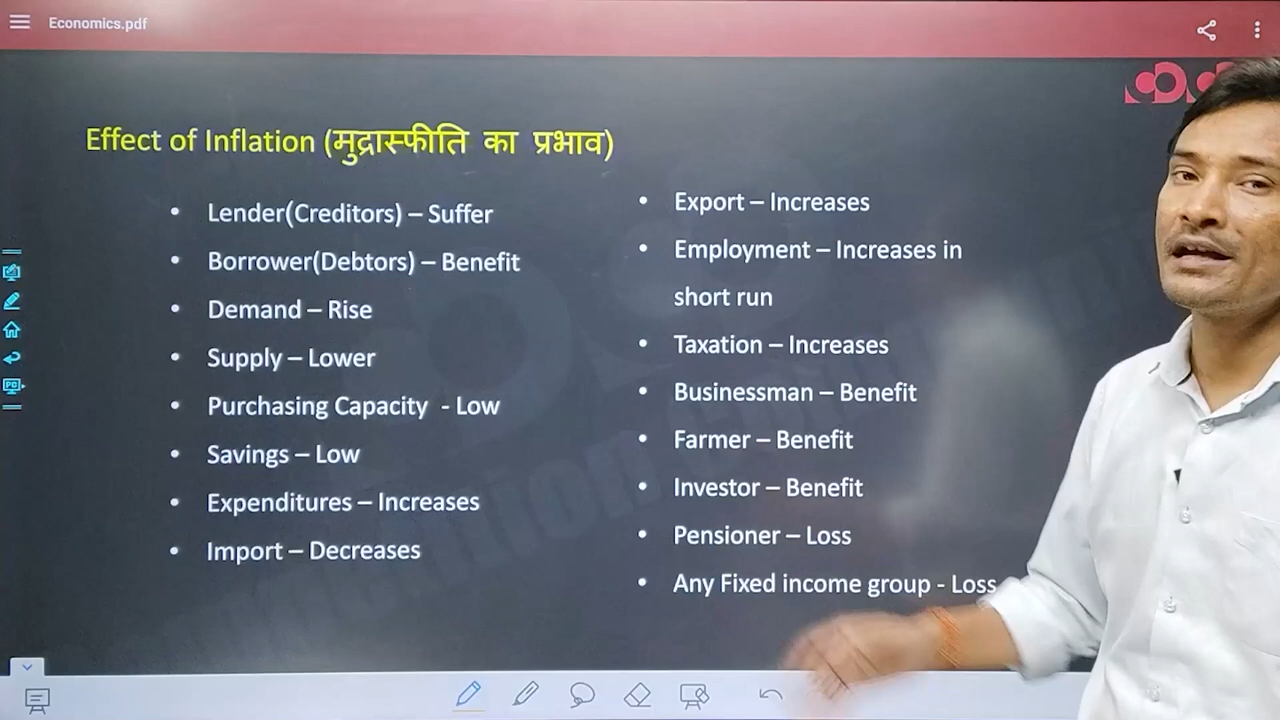 Economics.pdf
Effect of Inflation (मुद्रास्फीति का प्रभाव)
• Lender(Creditors) – Suffer
• Borrower(Debtors) – Benefit
• Demand – Rise
• Supply – Lower
• Purchasing Capacity - Low
• Savings – Low
• Expenditures – Increases
• Import – Decreases
• Export – Increases
• Employment – Increases in
short run
• Taxation – Increases
• Businessman – Benefit
• Farmer – Benefit
• Investor – Benefit
• Pensioner – Loss
• Any Fixed income group - Loss